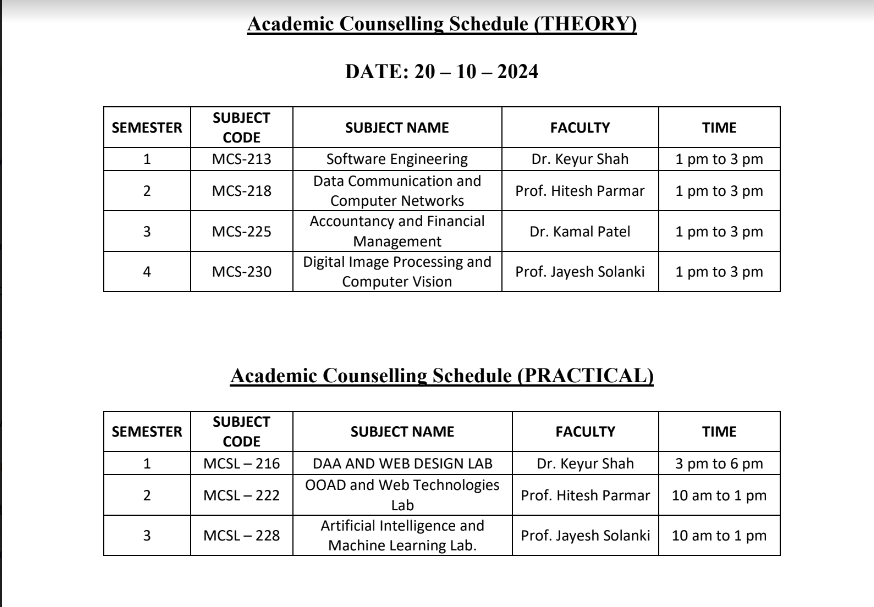 Academic Counselling Schedule (THEORY)
DATE: 20 – 10 – 2024
SEMESTER SUBJECT CODE SUBJECT NAME FACULTY TIME
1 MCS-213 Software Engineering Dr. Keyur Shah 1 pm to 3 pm
2 MCS-218 Data Communication and Computer Networks Prof. Hitesh Parmar 1 pm to 3 pm
3 MCS-225 Accountancy and Financial Management Dr. Kamal Patel 1 pm to 3 pm
4 MCS-230 Digital Image Processing and Computer Vision Prof. Jayesh Solanki 1 pm to 3 pm
Academic Counselling Schedule (PRACTICAL)
SEMESTER SUBJECT CODE SUBJECT NAME FACULTY TIME
1 MCSL – 216 DAA AND WEB DESIGN LAB Dr. Keyur Shah 3 pm to 6 pm
2 MCSL – 222 OOAD and Web Technologies Lab Prof. Hitesh Parmar 10 am to 1 pm
3 MCSL – 228 Artificial Intelligence and Machine Learning Lab. Prof. Jayesh Solanki 10 am to 1 pm